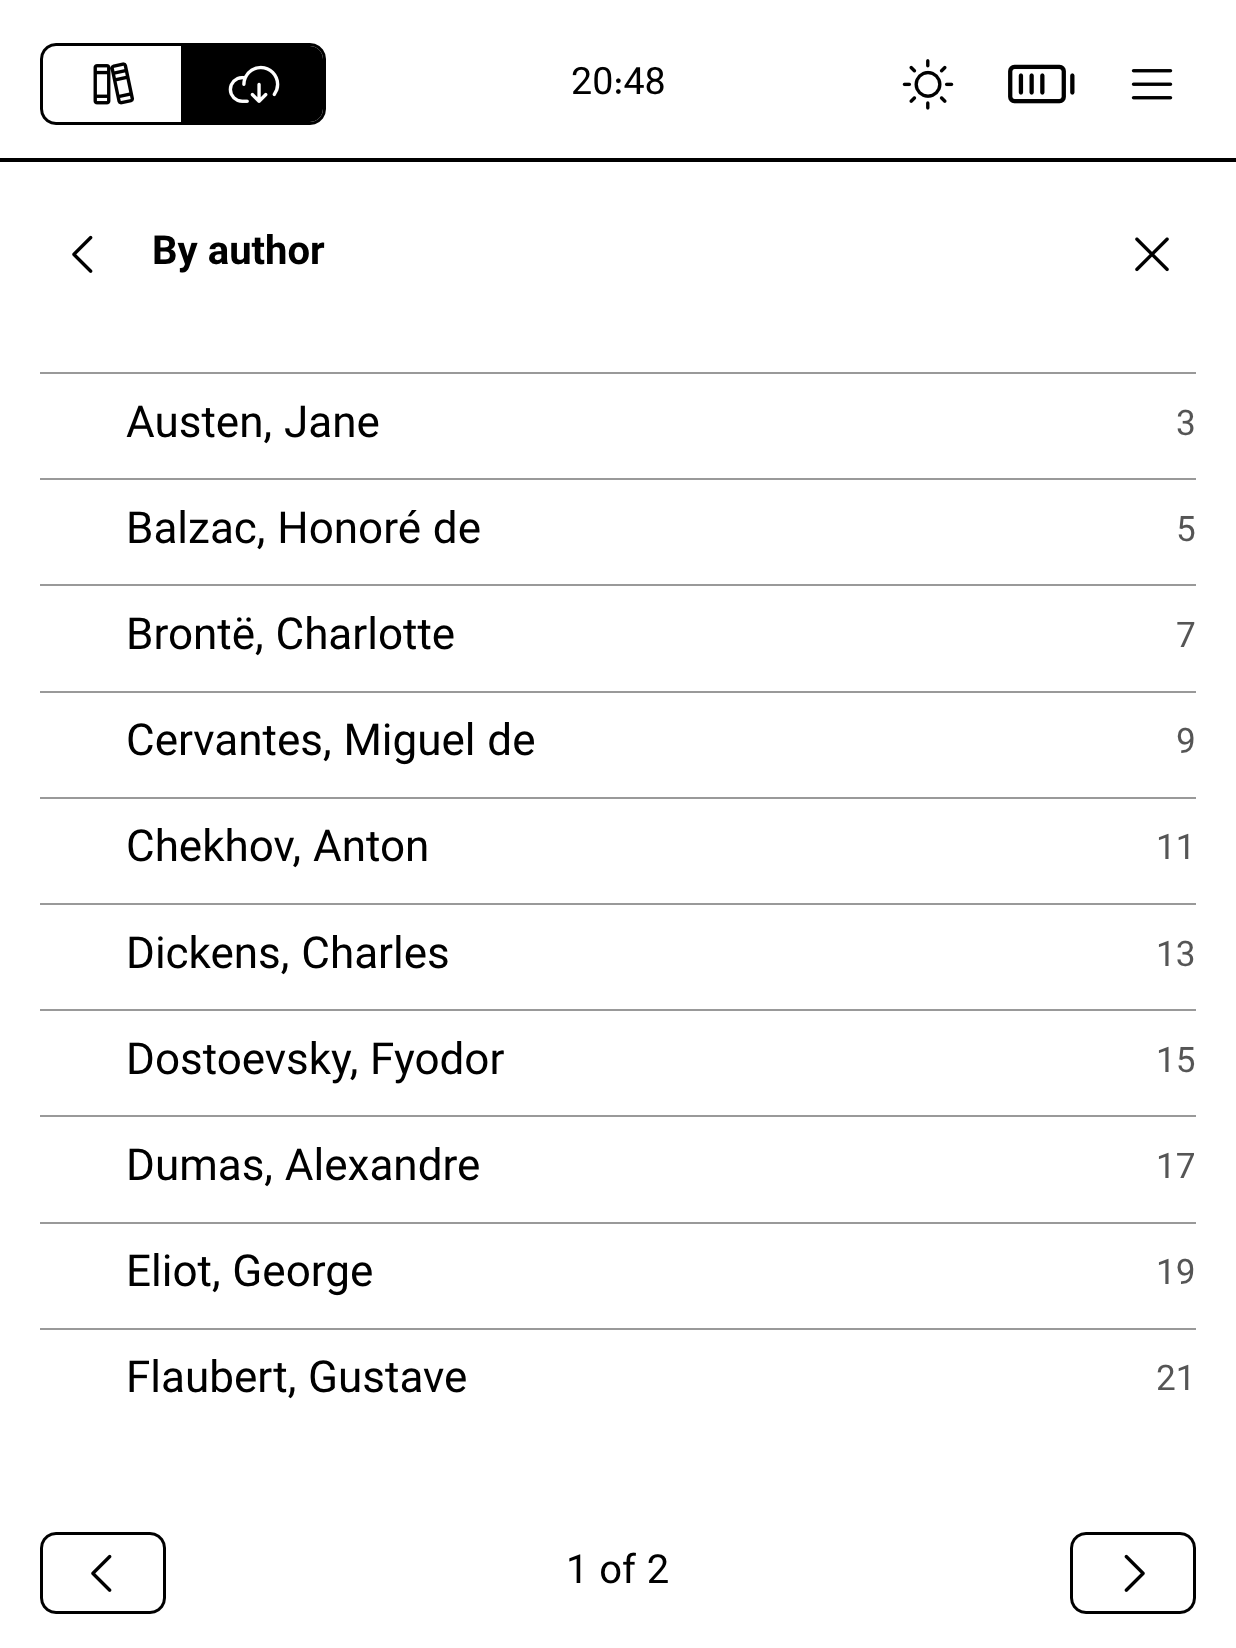 20:48
By author
Austen, Jane 3
Balzac, Honoré de 5
Brontë, Charlotte 7
Cervantes, Miguel de 9
Chekhov, Anton 11
Dickens, Charles 13
Dostoevsky, Fyodor 15
Dumas, Alexandre 17
Eliot, George 19
Flaubert, Gustave 21
1 of 2